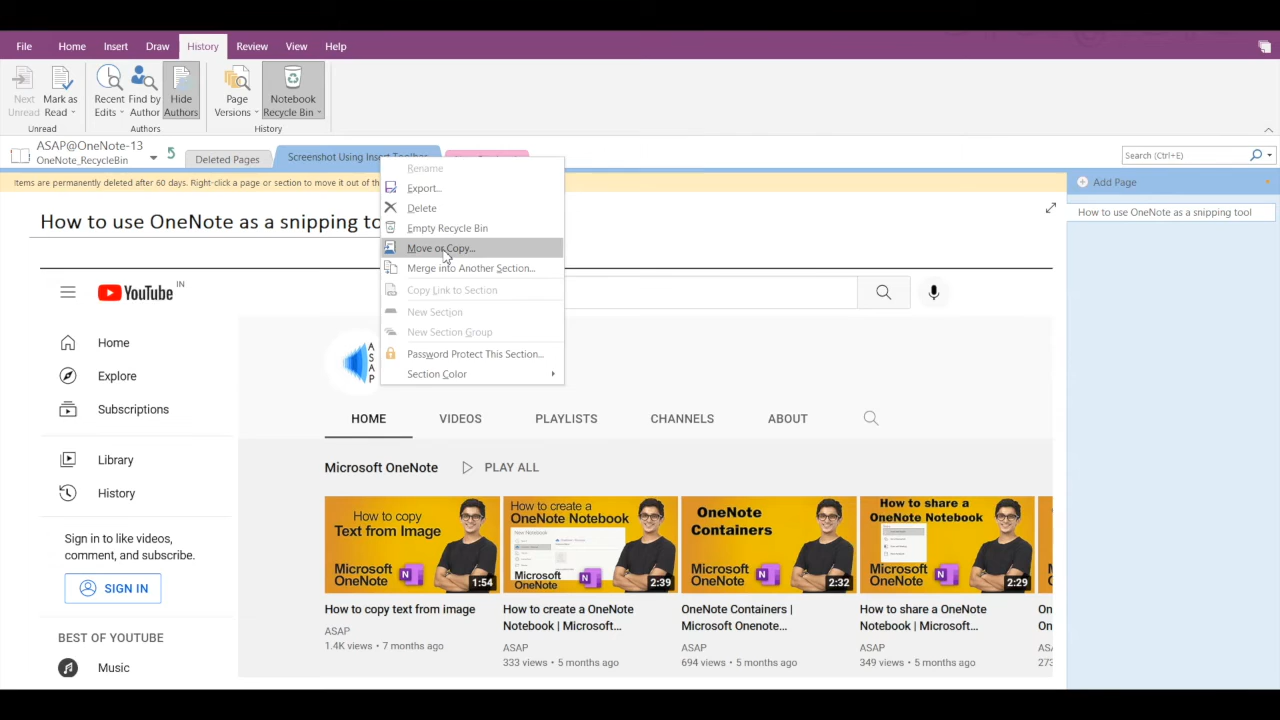 File Home Insert Draw History Review View Help
Next Unread
Mark as Read
Recent Edits
Find by Author
Hide Authors
Page Versions
Notebook Recycle Bin
Unread Authors History
ASAP@OneNote-13
OneNote_RecycleBin
Deleted Pages
Screenshot Using Insert
Search (Ctrl+E)
Items are permanently deleted after 60 days. Right-click a page or section to move it out of
Add Page
How to use OneNote as a snipping tool
How to use OneNote as a snipping
Rename
Export...
Delete
Empty Recycle Bin
Move or Copy...
Merge into Another Section...
Copy Link to Section
New Section
New Section Group
Password Protect This Section...
Section Color
YouTube IN
Home
Explore
Subscriptions
Library
History
Sign in to like videos,
comment, and subscribe.
SIGN IN
BEST OF YOUTUBE
Music
ASAP
HOME VIDEOS PLAYLISTS CHANNELS ABOUT
Microsoft OneNote PLAY ALL
How to copy
Text from Image
Microsoft
OneNote
1:54
How to copy text from image
ASAP
1.4K views • 7 months ago
How to create a
OneNote Notebook
Microsoft
OneNote
2:39
How to create a OneNote
Notebook | Microsoft...
ASAP
333 views • 5 months ago
OneNote
Containers
Microsoft
OneNote
2:32
OneNote Containers |
Microsoft Onenote...
ASAP
694 views • 5 months ago
How to share a
OneNote Notebook
Microsoft
OneNote
2:29
How to share a OneNote
Notebook | Microsoft...
ASAP
349 views • 5 months ago